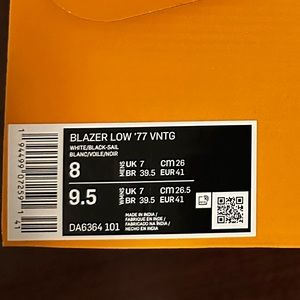 BLAZER LOW '77 VNTG
WHITE/BLACK-SAIL
BLANC/VOILE/NOIR
8 MENS UK 7 CM 26
BR 39.5 EUR 41
9.5 WMNS UK 7 CM 26.5
BR 39.5 EUR 41
DA6364 101
MADE IN INDIA /
FABRIQUE EN INDE /
FABRICADO NA INDIA /
HECHO EN INDIA